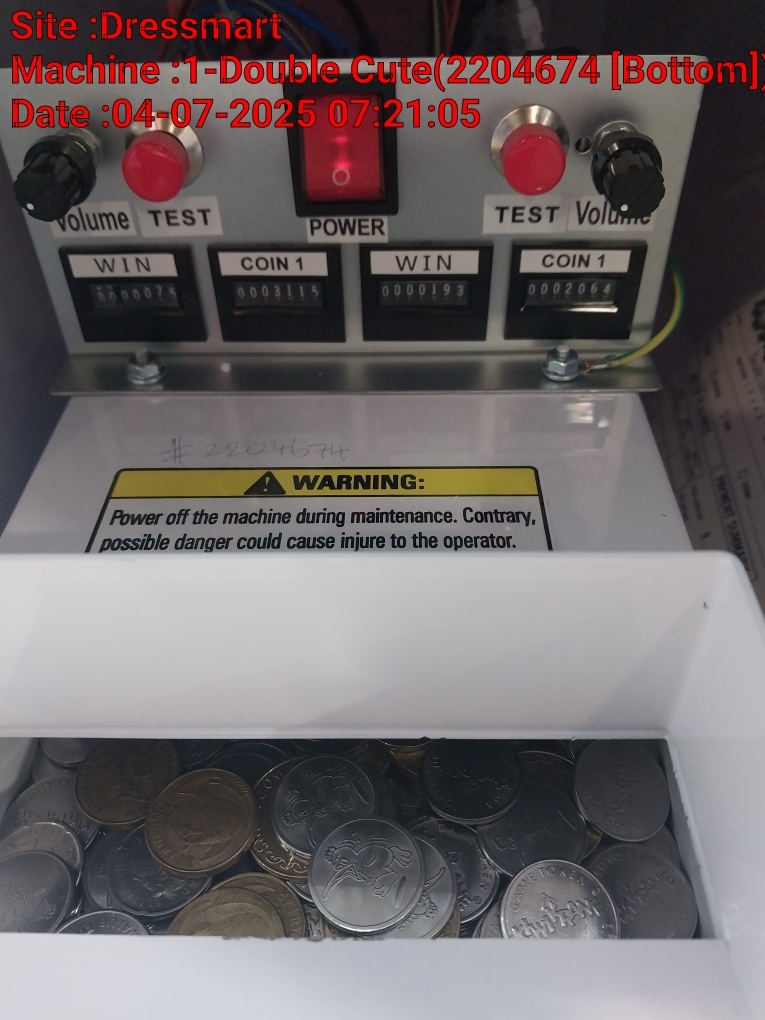 Site :Dressmart
Machine :1-Double Cute(2204674 [Bottom])
Date :04-07-2025 07:21:05
Volume TEST POWER TEST Volume
WIN COIN 1 WIN COIN 1
0000075 0003115 0000193 0002064
# 2204674
WARNING:
Power off the machine during maintenance. Contrary,
possible danger could cause injure to the operator.
GAME TOKEN